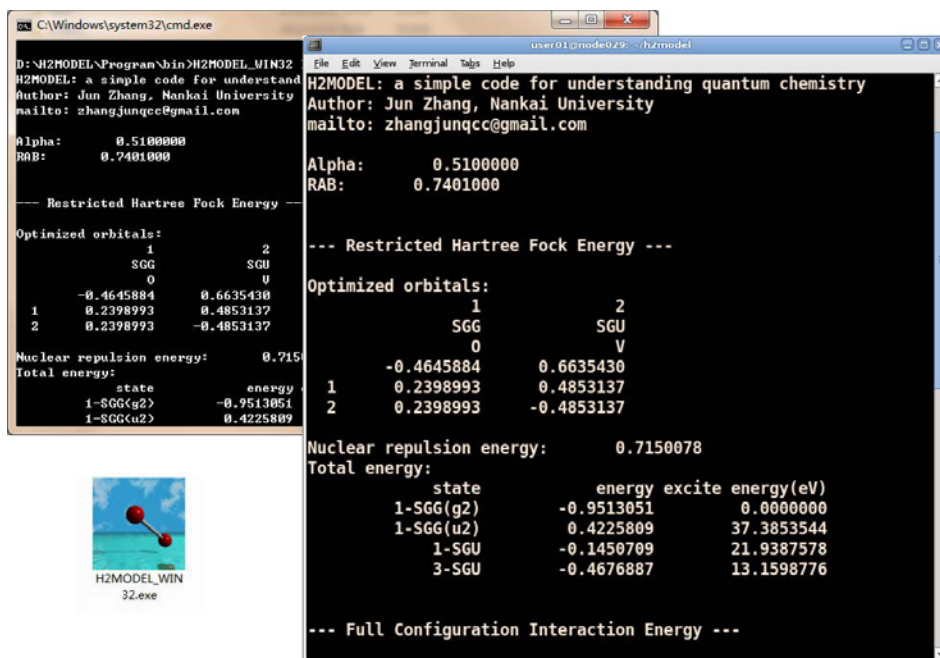 C:\Windows\system32\cmd.exe
D:\H2MODEL\Program\bin>H2MODEL_WIN32
H2MODEL: a simple code for understand
Author: Jun Zhang, Nankai University
mailto: zhangjunqcc@gmail.com
Alpha: 0.5100000
RAB: 0.7401000
--- Restricted Hartree Fock Energy --
Optimized orbitals:
1 2
SGG SGU
O V
-0.4645884 0.6635430
1 0.2398993 0.4853137
2 0.2398993 -0.4853137
Nuclear repulsion energy: 0.715
Total energy:
state energy
1-SGG(g2) -0.9513051
1-SGG(u2) 0.4225809
H2MODEL_WIN
32.exe
user01@node029: ~/h2model
File Edit View Terminal Tabs Help
H2MODEL: a simple code for understanding quantum chemistry
Author: Jun Zhang, Nankai University
mailto: zhangjunqcc@gmail.com
Alpha: 0.5100000
RAB: 0.7401000
--- Restricted Hartree Fock Energy ---
Optimized orbitals:
1 2
SGG SGU
O V
-0.4645884 0.6635430
1 0.2398993 0.4853137
2 0.2398993 -0.4853137
Nuclear repulsion energy: 0.7150078
Total energy:
state energy excite energy(eV)
1-SGG(g2) -0.9513051 0.0000000
1-SGG(u2) 0.4225809 37.3853544
1-SGU -0.1450709 21.9387578
3-SGU -0.4676887 13.1598776
--- Full Configuration Interaction Energy ---